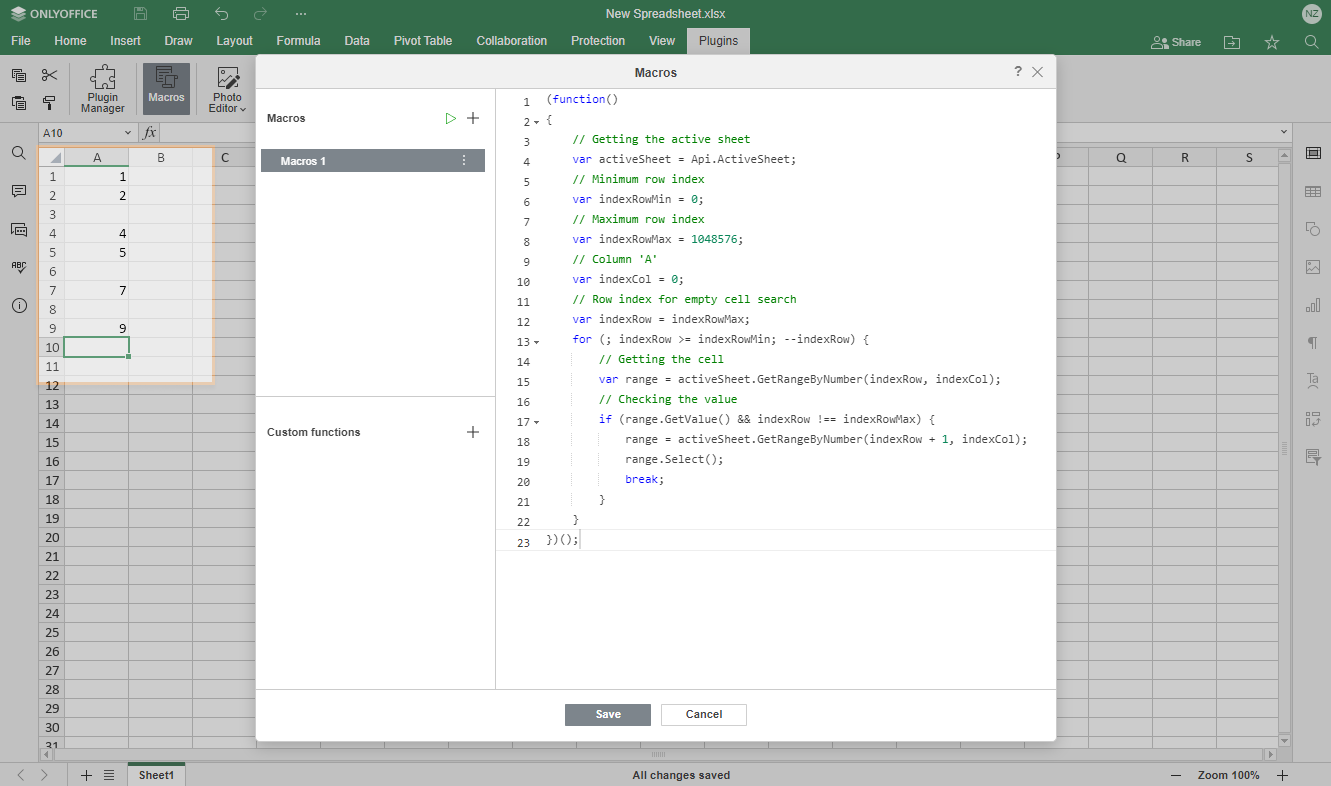 ONLYOFFICE
New Spreadsheet.xlsx
NZ
File Home Insert Draw Layout Formula Data Pivot Table Collaboration Protection View Plugins
Share
Plugin Manager
Macros
Photo Editor
A10
fx
A B C Q R S
1 1
2 2
3
4 4
5 5
6
7 7
8
9 9
10
11
12
13
14
15
16
17
18
19
20
21
22
23
24
25
26
27
28
29
30
31
Macros
?
Macros
Macros 1
Custom functions
1 (function()
2 {
3 // Getting the active sheet
4 var activeSheet = Api.ActiveSheet;
5 // Minimum row index
6 var indexRowMin = 0;
7 // Maximum row index
8 var indexRowMax = 1048576;
9 // Column 'A'
10 var indexCol = 0;
11 // Row index for empty cell search
12 var indexRow = indexRowMax;
13 for (; indexRow >= indexRowMin; --indexRow) {
14 // Getting the cell
15 var range = activeSheet.GetRangeByNumber(indexRow, indexCol);
16 // Checking the value
17 if (range.GetValue() && indexRow !== indexRowMax) {
18 range = activeSheet.GetRangeByNumber(indexRow + 1, indexCol);
19 range.Select();
20 break;
21 }
22 }
23 })();
Save
Cancel
ABC
Ta
Sheet1
All changes saved
Zoom 100%